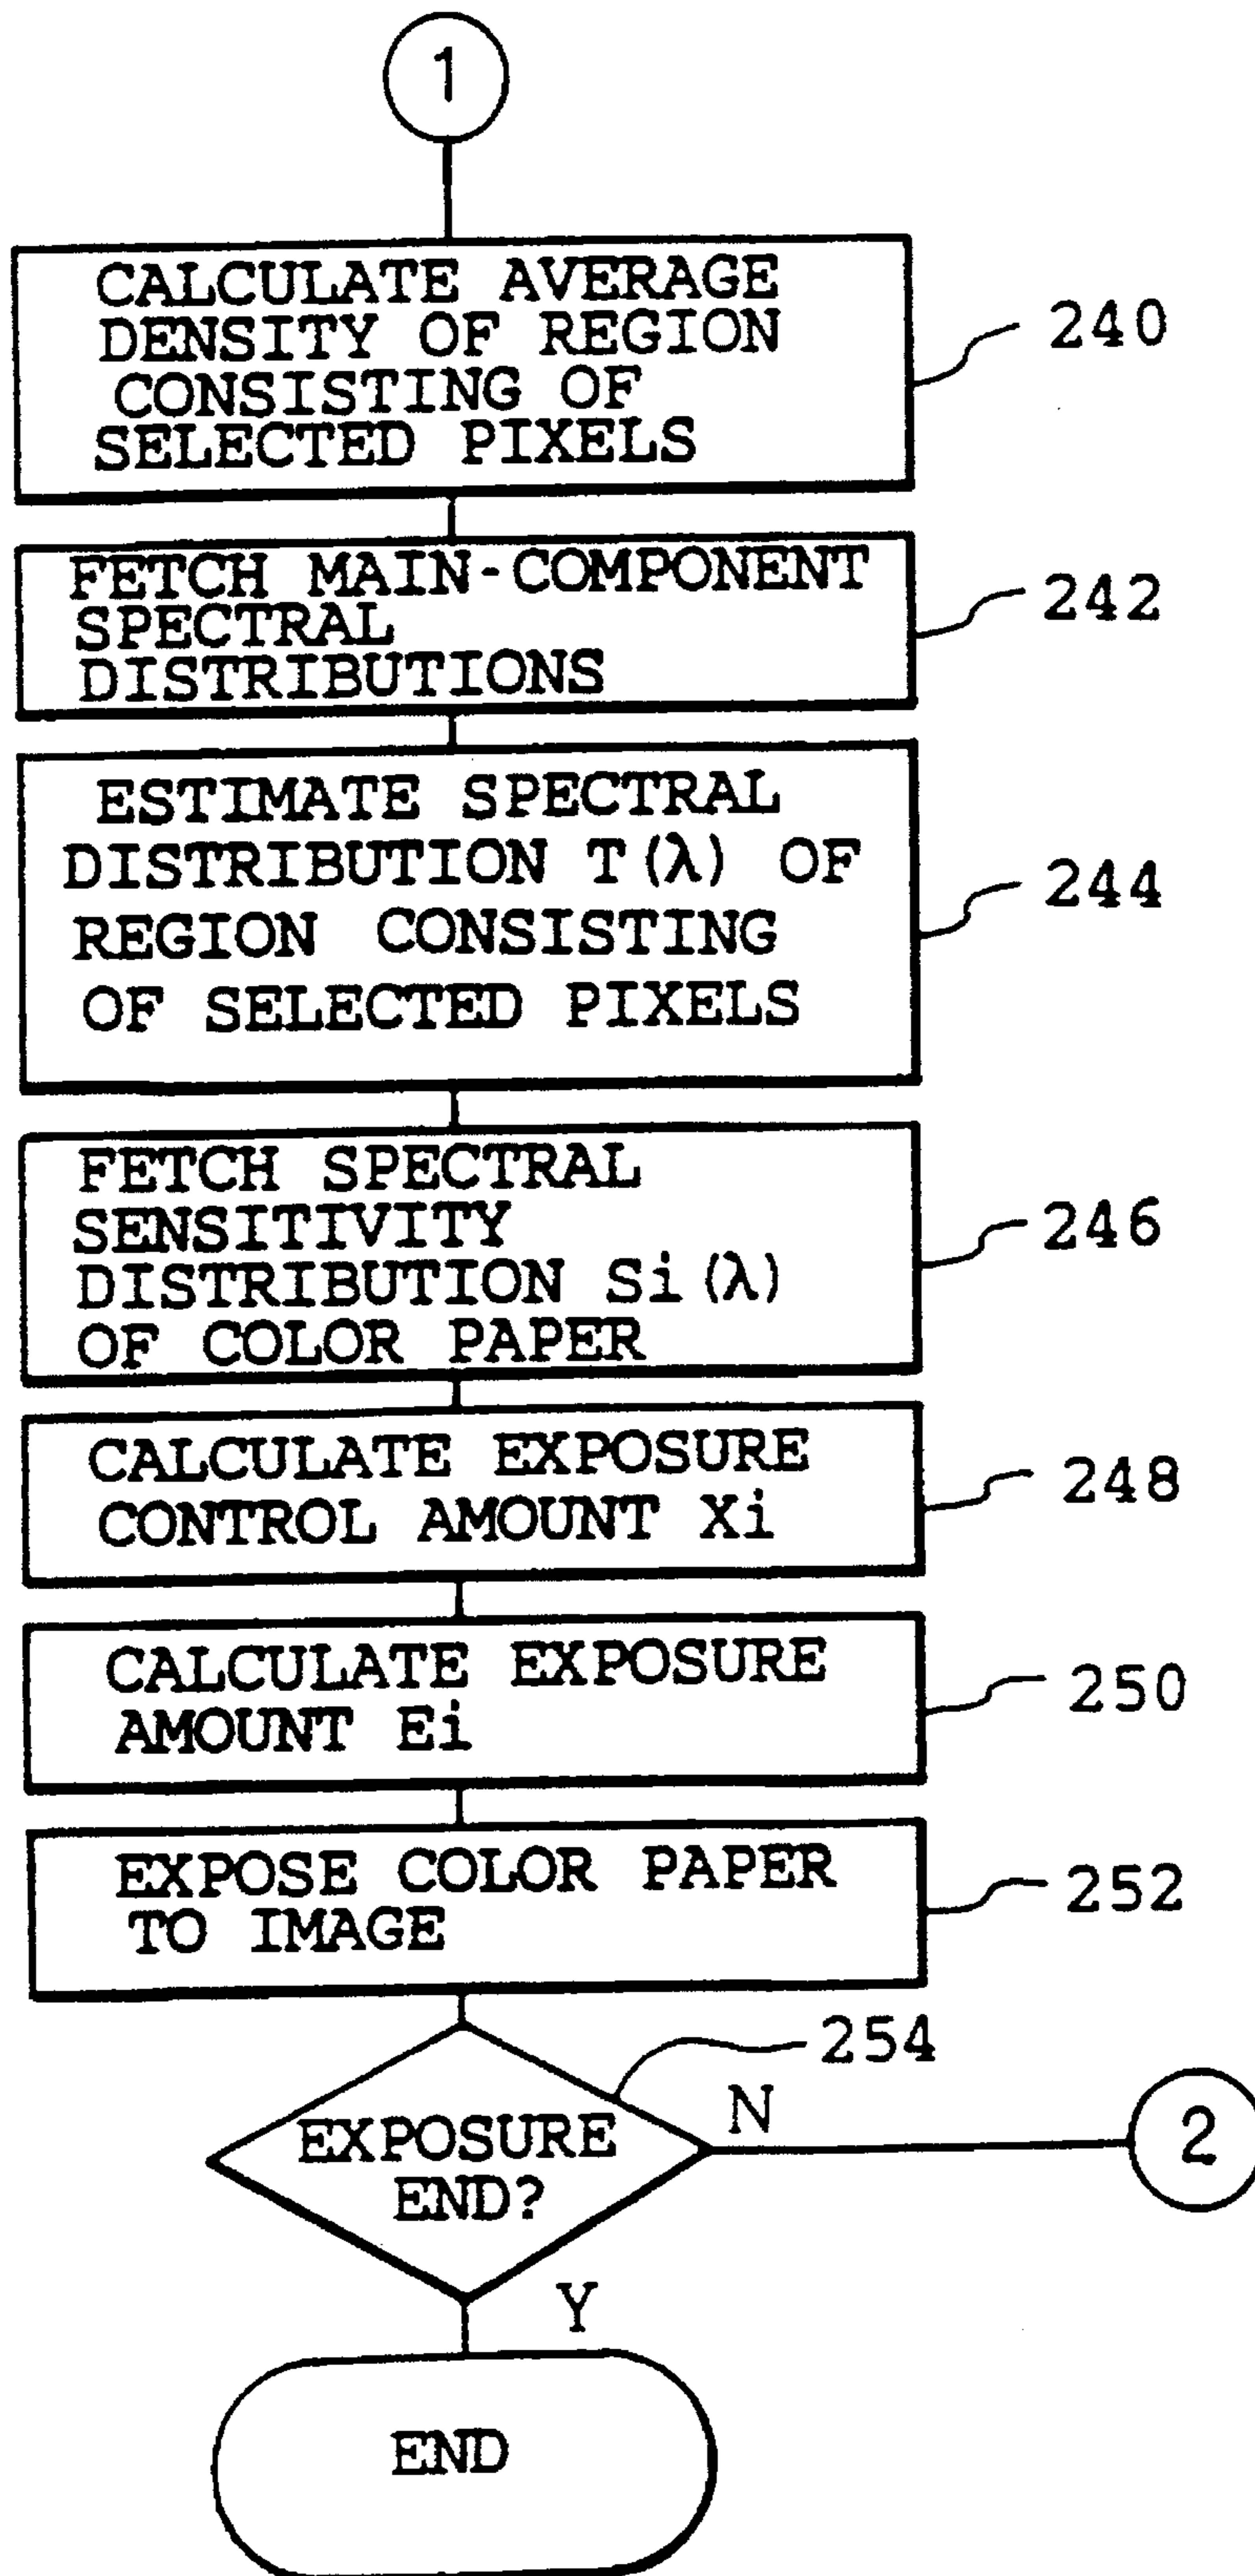 1
CALCULATE AVERAGE
DENSITY OF REGION
CONSISTING OF
SELECTED PIXELS
240
FETCH MAIN-COMPONENT
SPECTRAL
DISTRIBUTIONS
242
ESTIMATE SPECTRAL
DISTRIBUTION T(λ) OF
REGION CONSISTING
OF SELECTED PIXELS
244
FETCH SPECTRAL
SENSITIVITY
DISTRIBUTION Si(λ)
OF COLOR PAPER
246
CALCULATE EXPOSURE
CONTROL AMOUNT Xi
248
CALCULATE EXPOSURE
AMOUNT Ei
250
EXPOSE COLOR PAPER
TO IMAGE
252
254
EXPOSURE
END?
N
2
Y
END